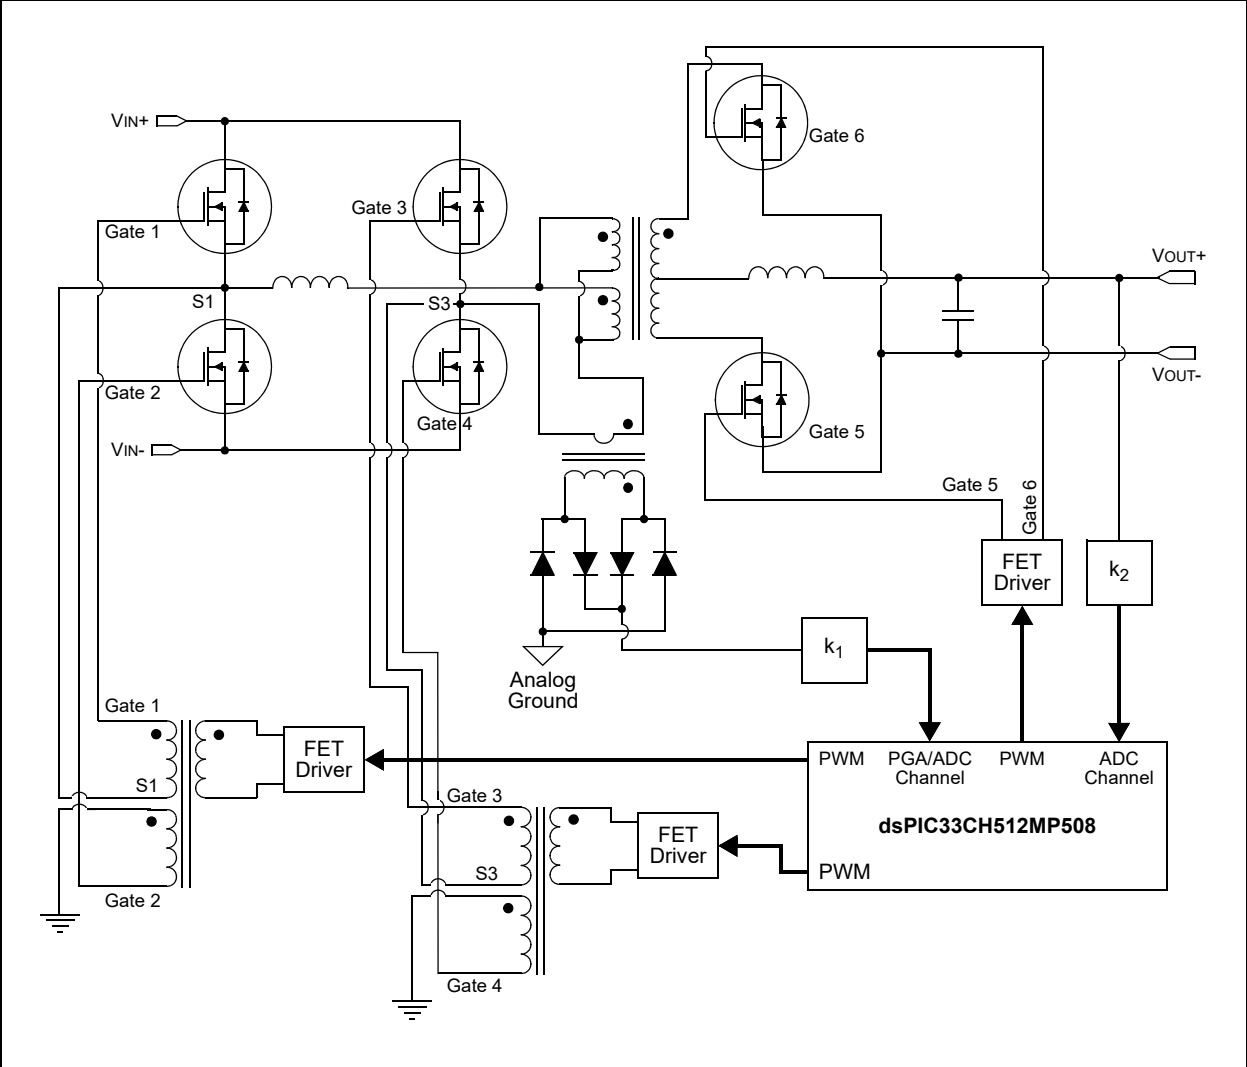 VIN+
Gate 6
Gate 3
Gate 1
VOUT+
S1
S3
VOUT-
Gate 2
Gate 4
Gate 5
VIN-
Gate 5
Gate 6
FET
Driver
k2
k1
Analog
Ground
Gate 1
FET
Driver
S1
PWM
PGA/ADC
Channel
PWM
ADC
Channel
Gate 3
dsPIC33CH512MP508
FET
Driver
S3
PWM
Gate 2
Gate 4